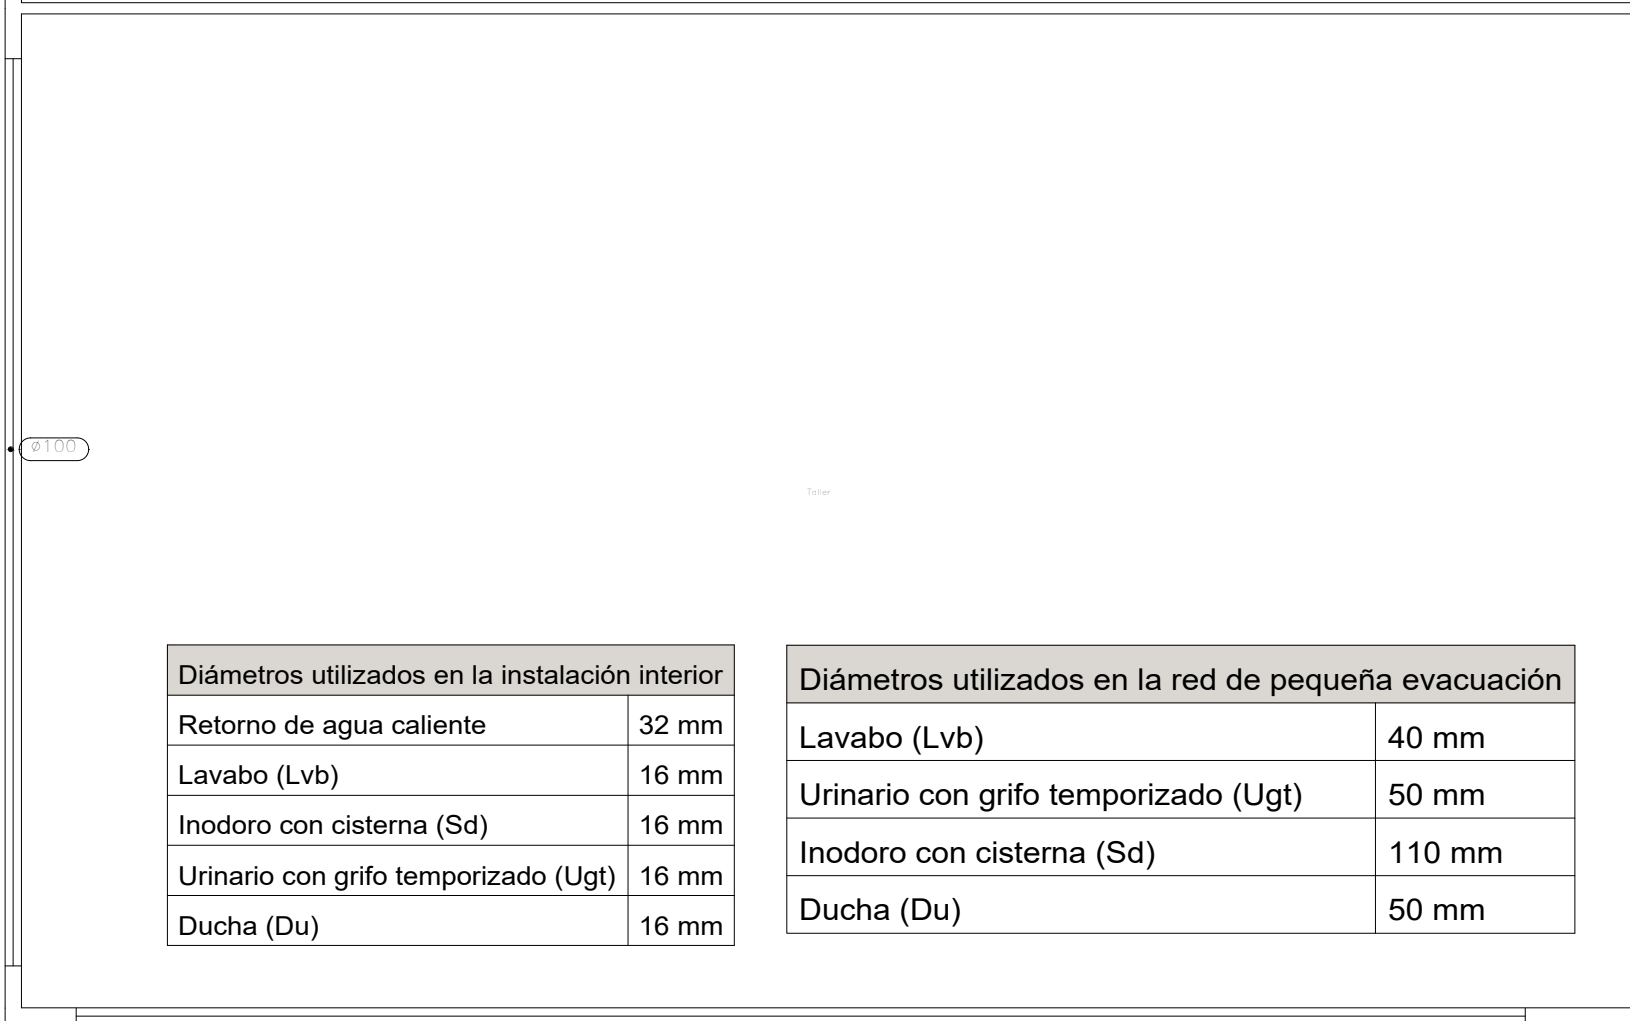 ø100
Taller
Diámetros utilizados en la instalación interior
Retorno de agua caliente 32 mm
Lavabo (Lvb) 16 mm
Inodoro con cisterna (Sd) 16 mm
Urinario con grifo temporizado (Ugt) 16 mm
Ducha (Du) 16 mm
Diámetros utilizados en la red de pequeña evacuación
Lavabo (Lvb) 40 mm
Urinario con grifo temporizado (Ugt) 50 mm
Inodoro con cisterna (Sd) 110 mm
Ducha (Du) 50 mm